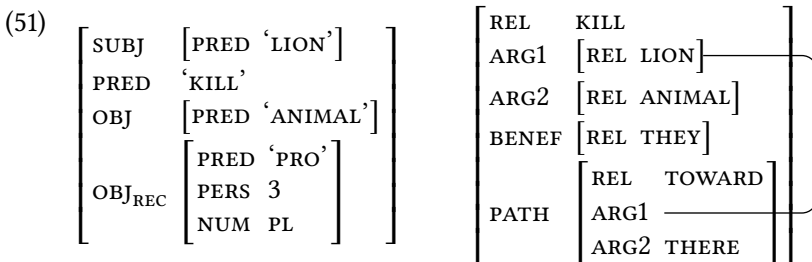 (51)
SUBJ [PRED ‘LION’]
PRED ‘KILL’
OBJ [PRED ‘ANIMAL’]
OBJREC [PRED ‘PRO’
PERS 3
NUM PL]
REL KILL
ARG1 [REL LION]
ARG2 [REL ANIMAL]
BENEF [REL THEY]
PATH [REL TOWARD
ARG1
ARG2 THERE]